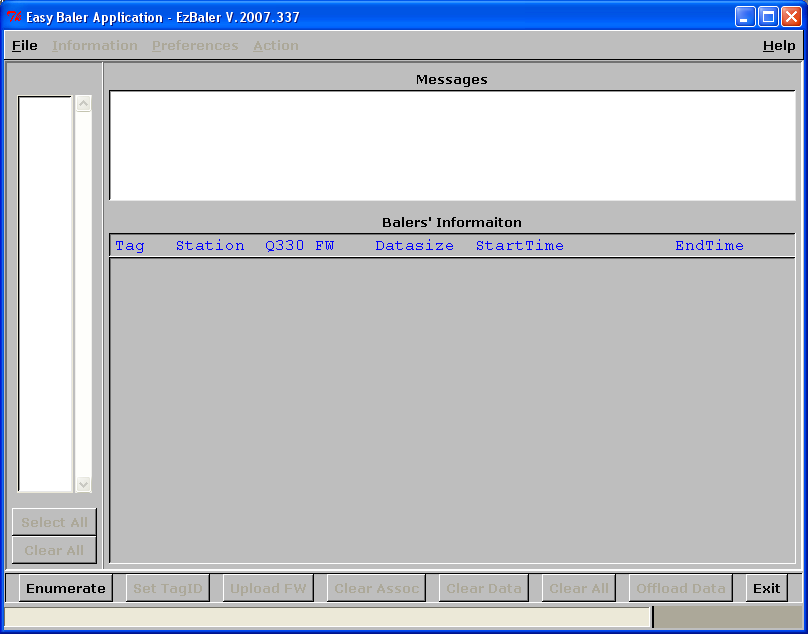 Easy Baler Application - EzBaler V.2007.337
File Information Preferences Action Help
Messages
Balers' Informaiton
Tag Station Q330 FW Datasize StartTime EndTime
Select All
Clear All
Enumerate Set TagID Upload FW Clear Assoc Clear Data Clear All Offload Data Exit